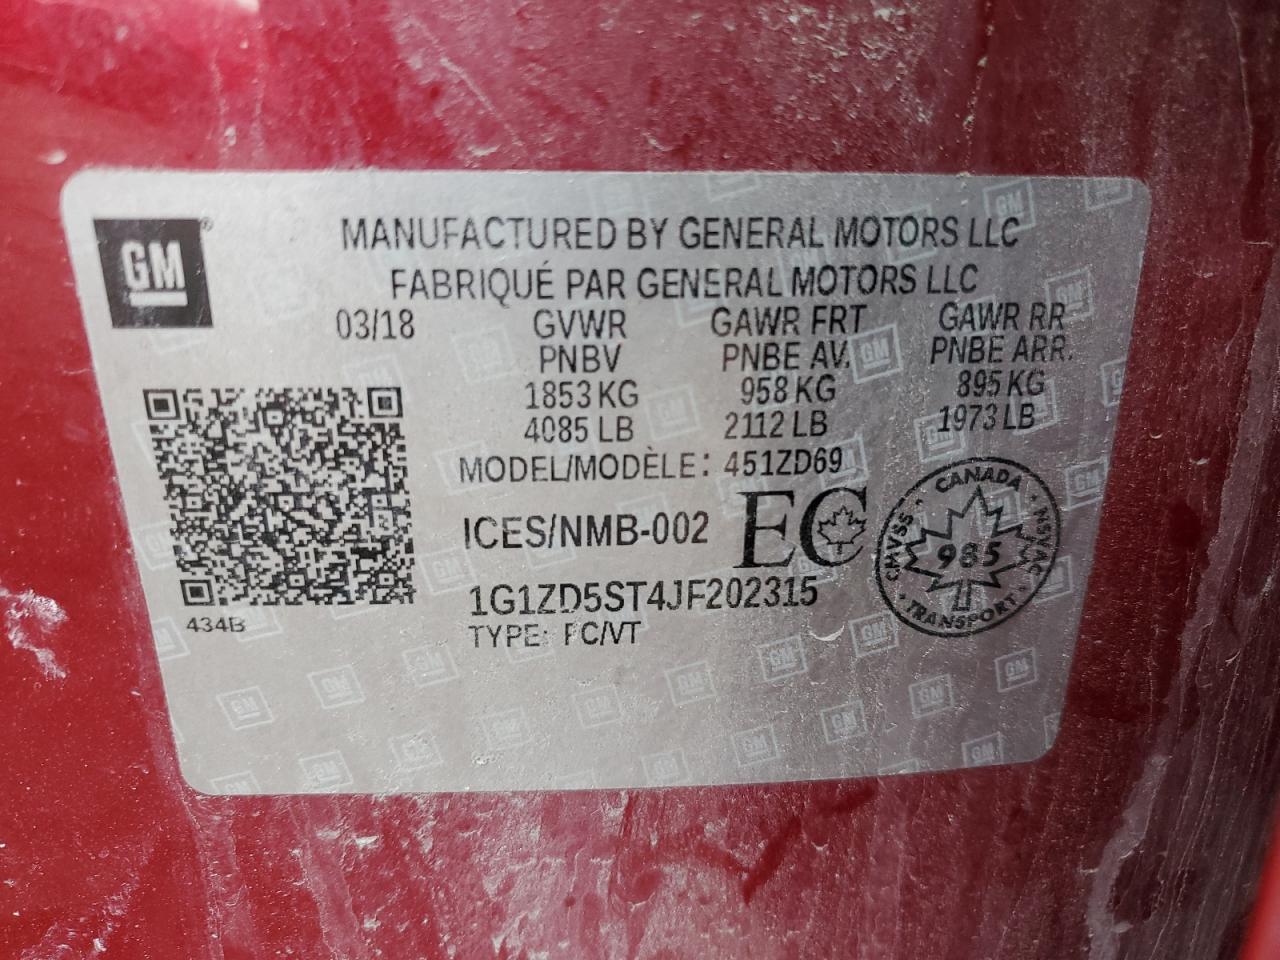 GM®
MANUFACTURED BY GENERAL MOTORS LLC
FABRIQUÉ PAR GENERAL MOTORS LLC
03/18 GVWR GAWR FRT GAWR RR
PNBV PNBE AV. PNBE ARR.
1853 KG 958 KG 895 KG
4085 LB 2112 LB 1973 LB
MODEL/MODÈLE: 451ZD69
ICES/NMB-002 EC
1G1ZD5ST4JF202315
TYPE: PC/VT
434B
CANADA
CMVSS
985
NSVAC
TRANSPORT